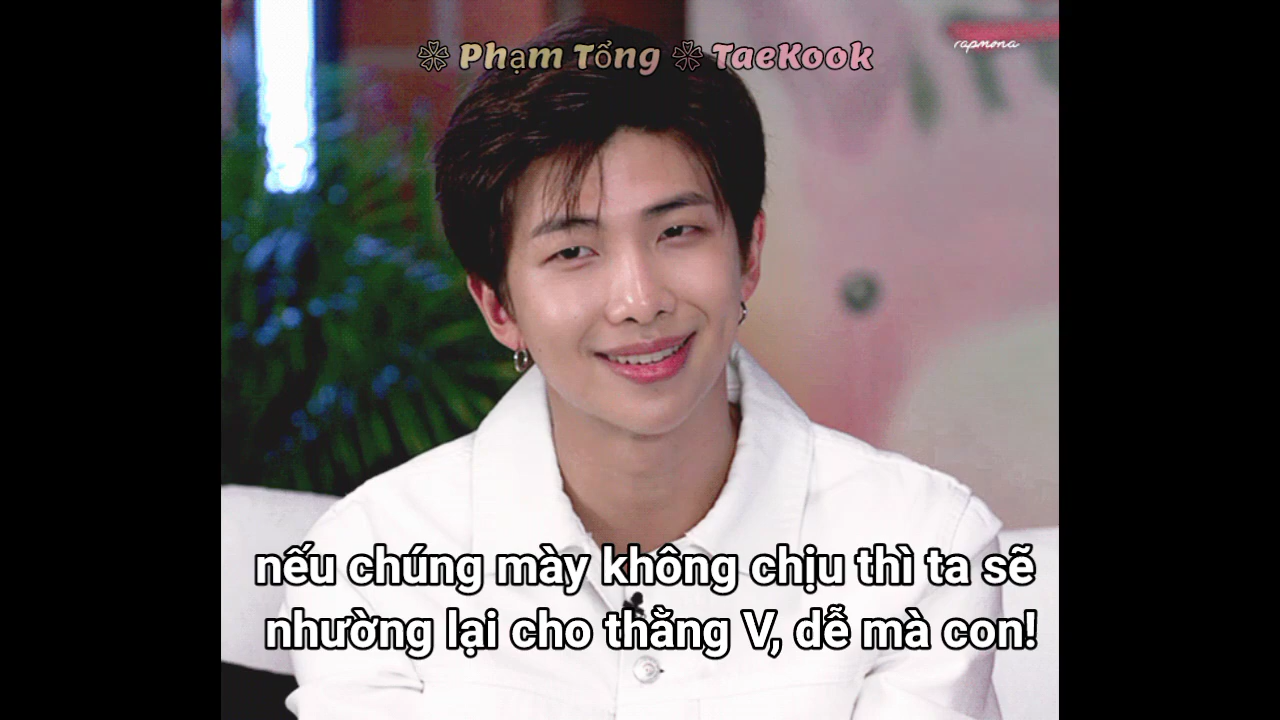 ❀ Phạm Tổng ❀ TaeKook
rapmona
nếu chúng mày không chịu thì ta sẽ
nhường lại cho thằng V, dễ mà con!